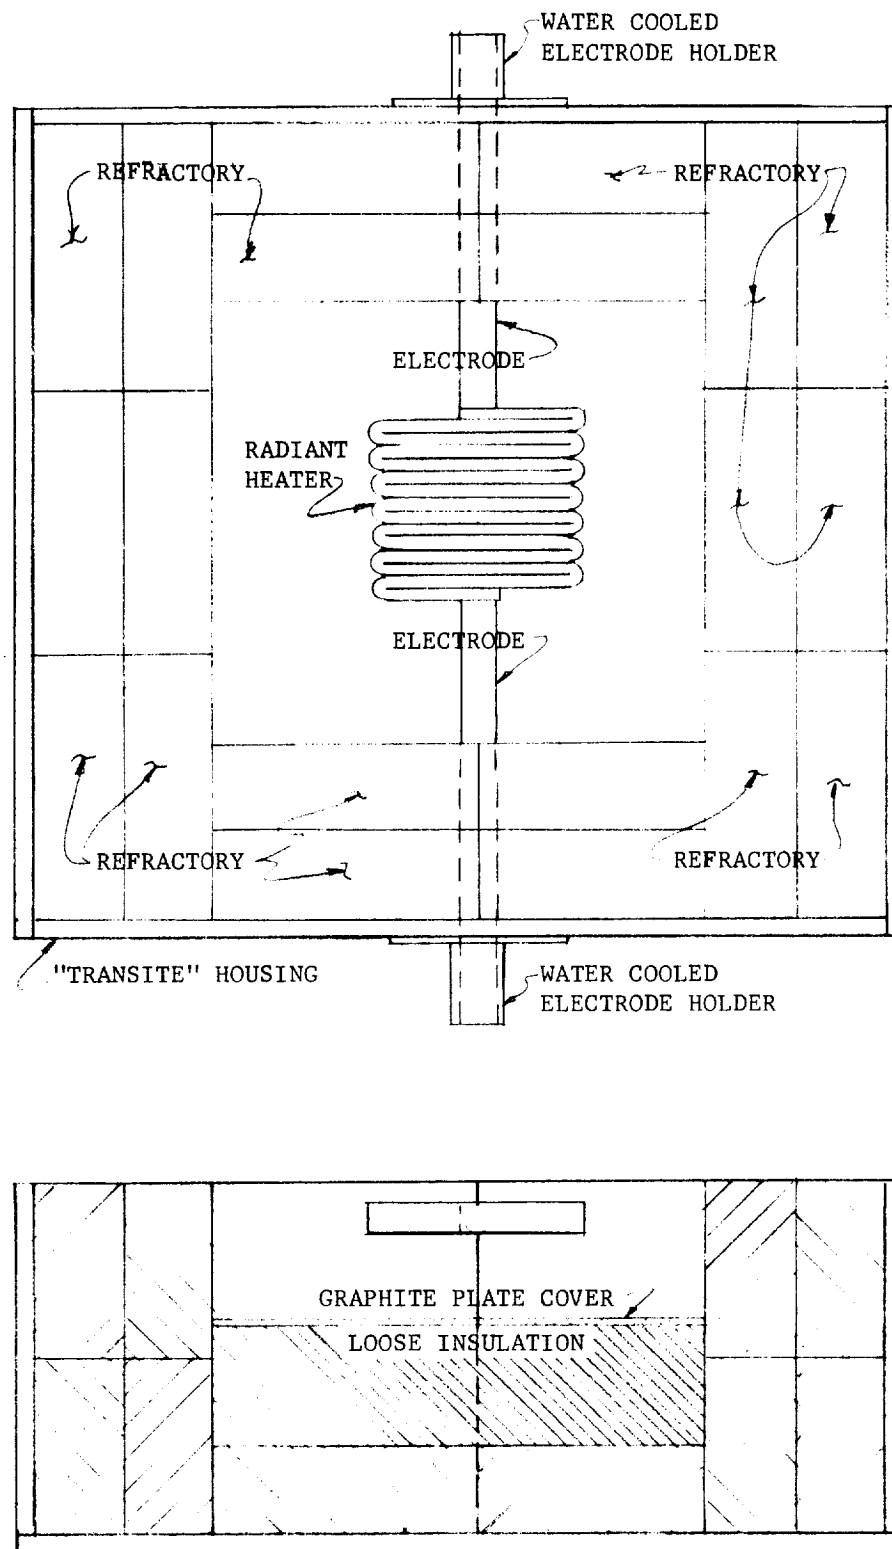 WATER COOLED
ELECTRODE HOLDER
REFRACTORY
REFRACTORY
ELECTRODE
RADIANT
HEATER
ELECTRODE
REFRACTORY
REFRACTORY
"TRANSITE" HOUSING
WATER COOLED
ELECTRODE HOLDER
GRAPHITE PLATE COVER
LOOSE INSULATION